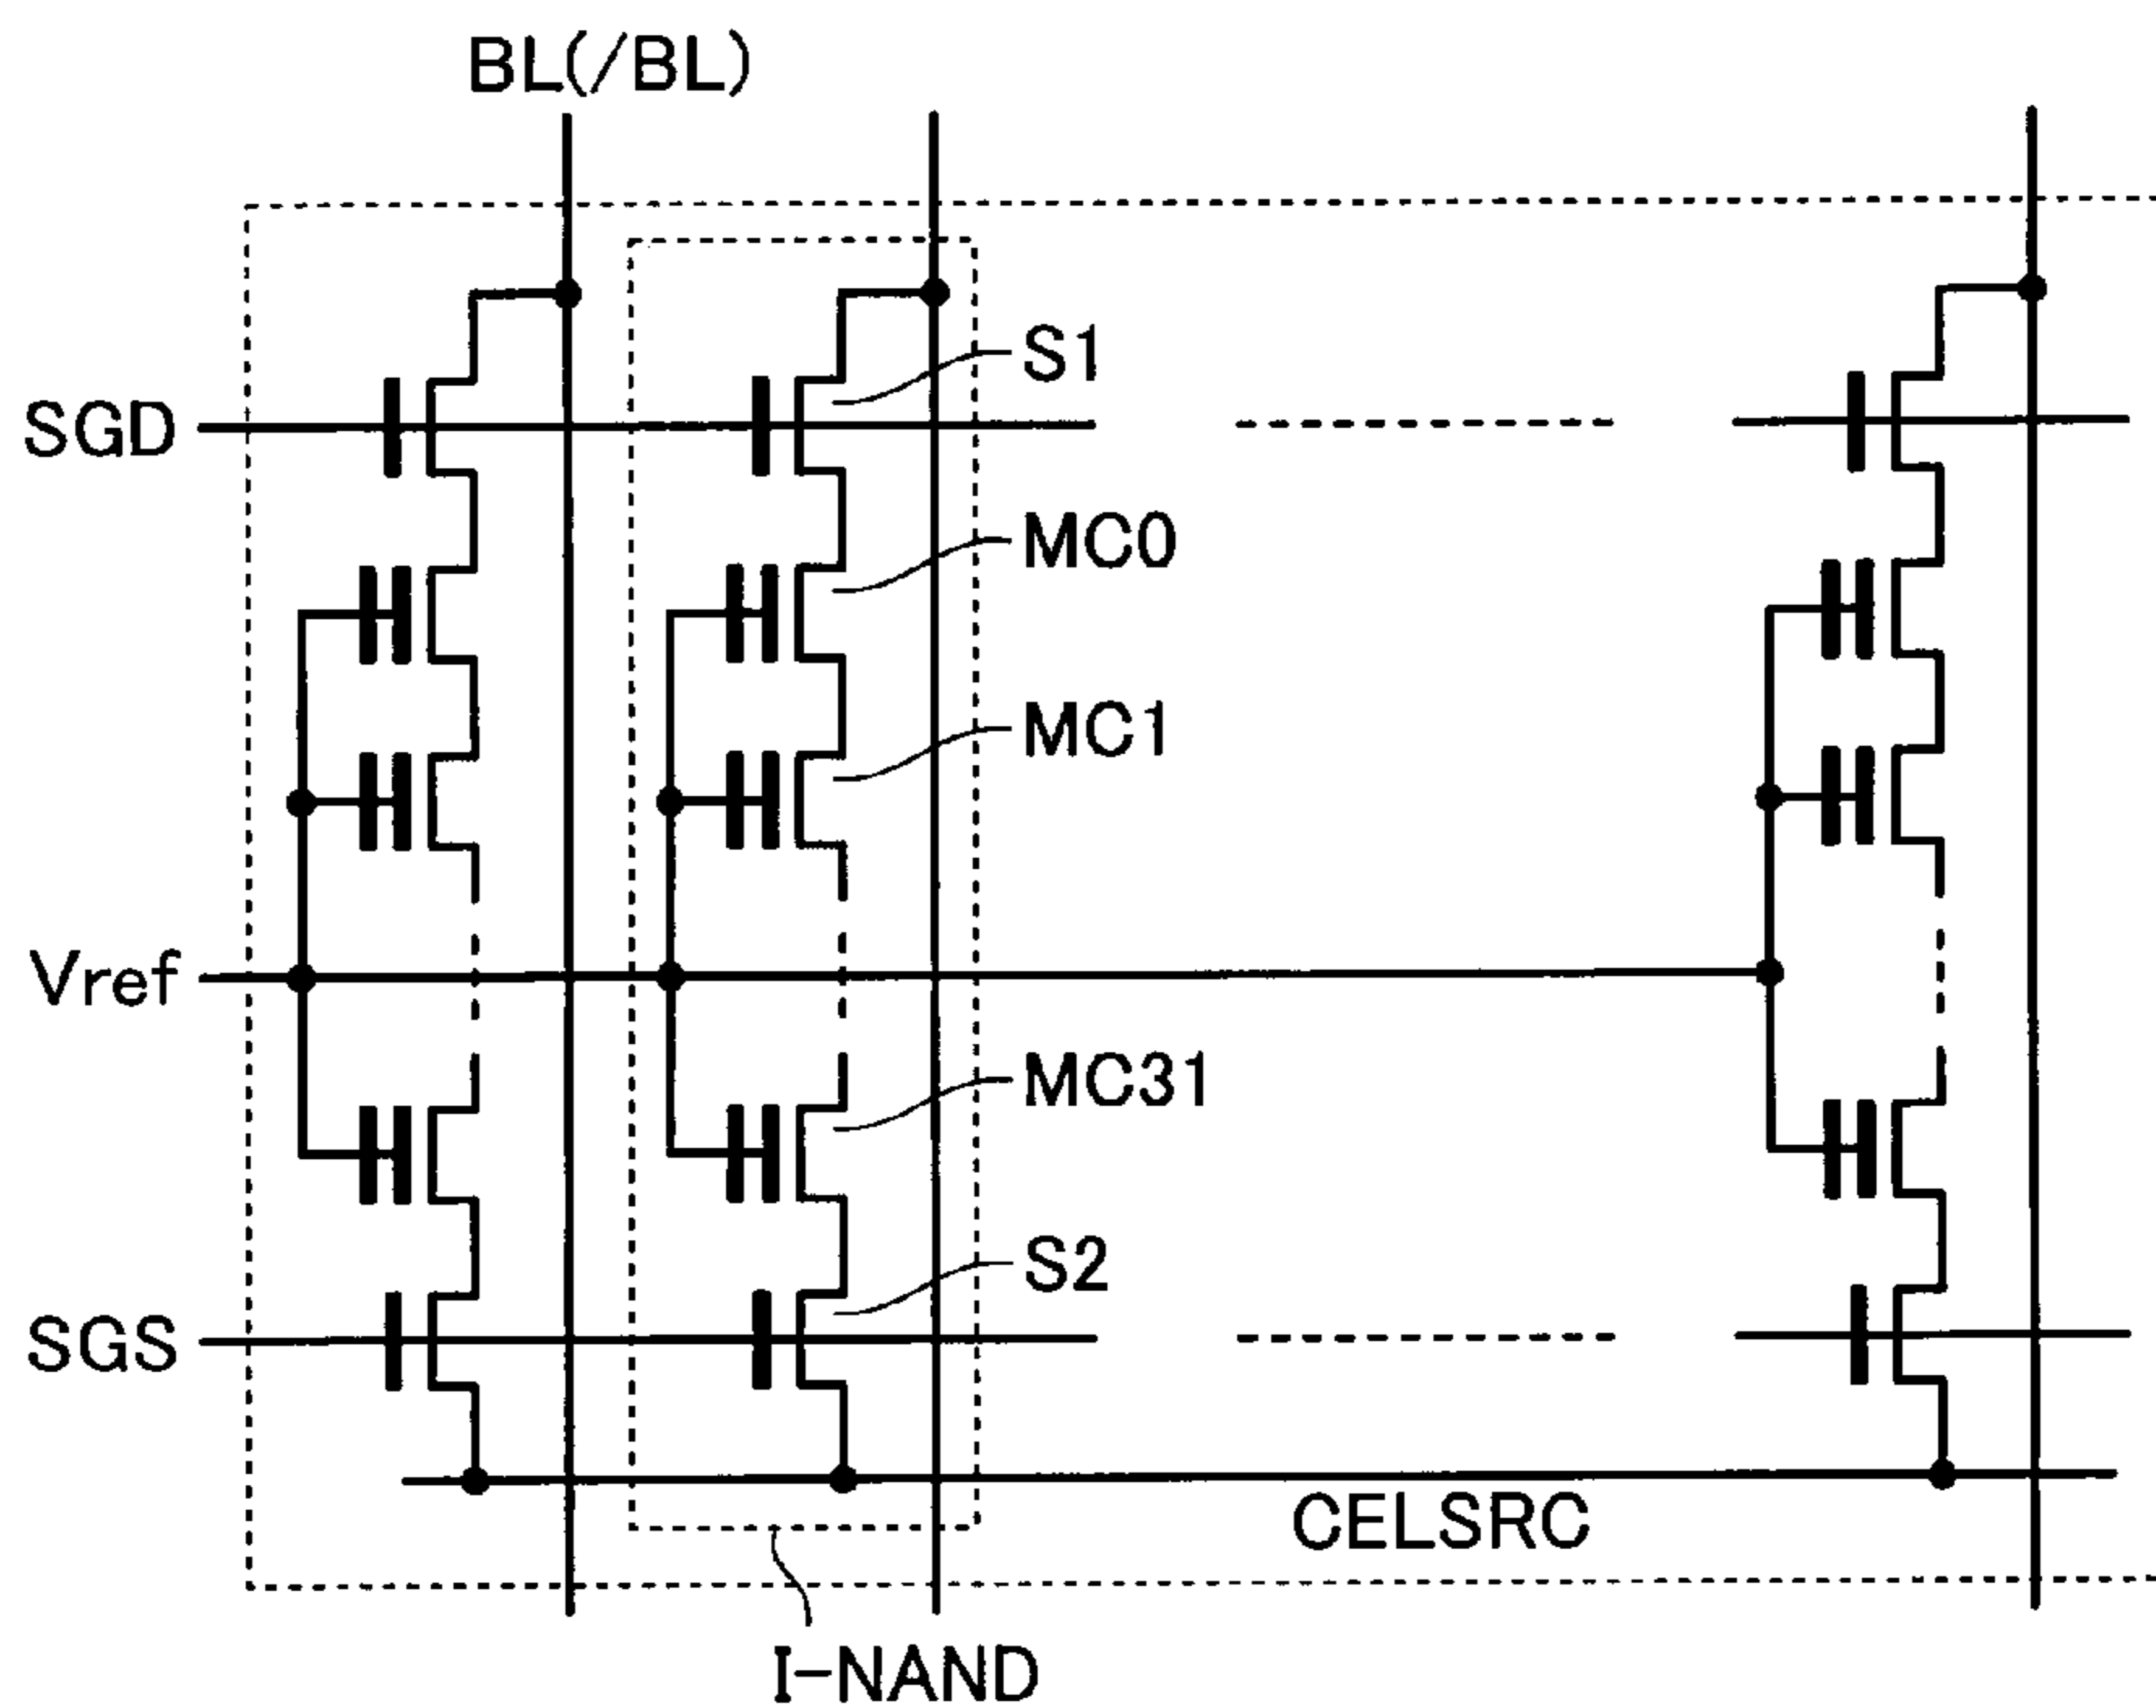 BL(/BL)
S1
SGD
MC0
MC1
Vref
MC31
S2
SGS
CELSRC
I-NAND